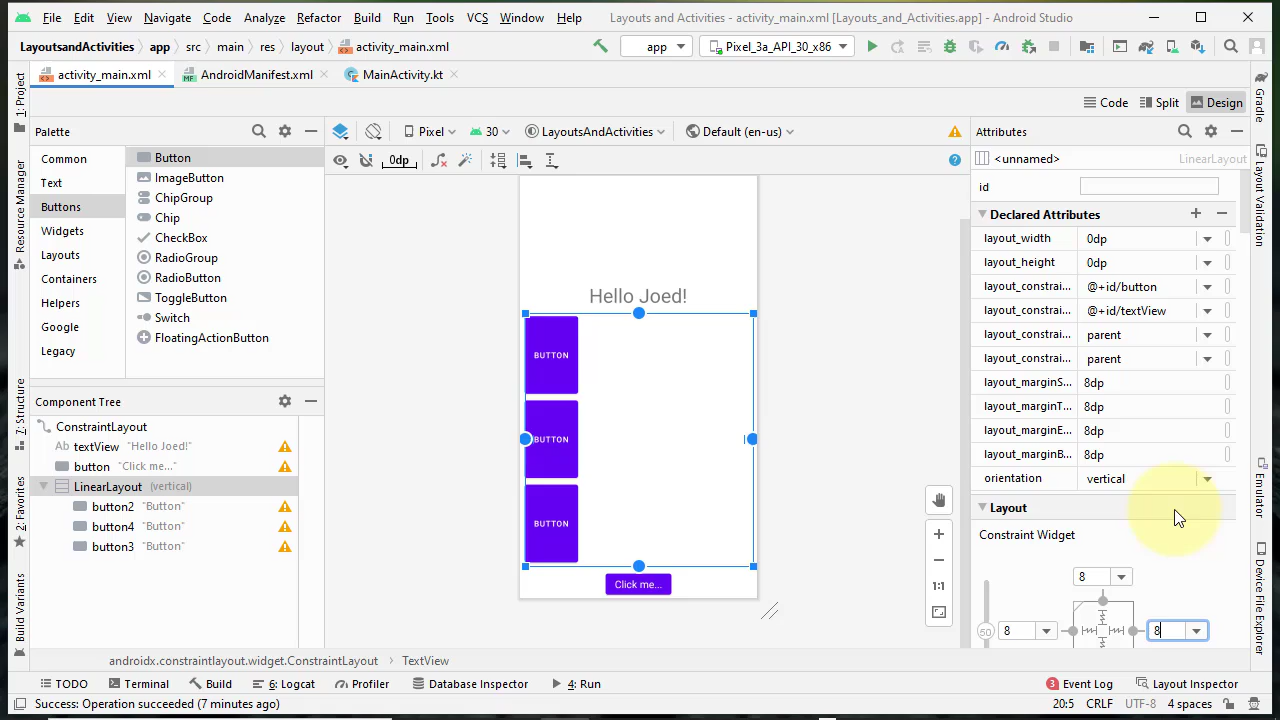 File Edit View Navigate Code Analyze Refactor Build Run Tools VCS Window Help Layouts and Activities - activity_main.xml [Layouts_and_Activities.app] - Android Studio
LayoutsandActivities app src main res layout activity_main.xml app Pixel_3a_API_30_x86
activity_main.xml AndroidManifest.xml MainActivity.kt
Code Split Design
Palette Pixel 30 LayoutsAndActivities Default (en-us) Attributes
0dp
Common Button <unnamed> LinearLayout
Text ImageButton id
Buttons ChipGroup Declared Attributes
Widgets Chip layout_width 0dp
Layouts CheckBox layout_height 0dp
Containers RadioGroup layout_constrai... @+id/button
Helpers RadioButton layout_constrai... @+id/textView
Google ToggleButton layout_constrai... parent
Legacy Switch layout_constrai... parent
FloatingActionButton layout_marginS... 8dp
layout_marginT... 8dp
layout_marginE... 8dp
layout_marginB... 8dp
orientation vertical
Hello Joed!
BUTTON
BUTTON
BUTTON
Click me...
Component Tree
ConstraintLayout
Ab textView "Hello Joed!"
button "Click me..."
LinearLayout (vertical)
button2 "Button"
button4 "Button"
button3 "Button"
1:1
Layout
Constraint Widget
8
50 8 8
1: Project
Resource Manager
7: Structure
2: Favorites
Build Variants
Gradle
Layout Validation
Emulator
Device File Explorer
androidx.constraintlayout.widget.ConstraintLayout TextView
TODO Terminal Build 6: Logcat Profiler Database Inspector 4: Run 3 Event Log Layout Inspector
Success: Operation succeeded (7 minutes ago) 20:5 CRLF UTF-8 4 spaces